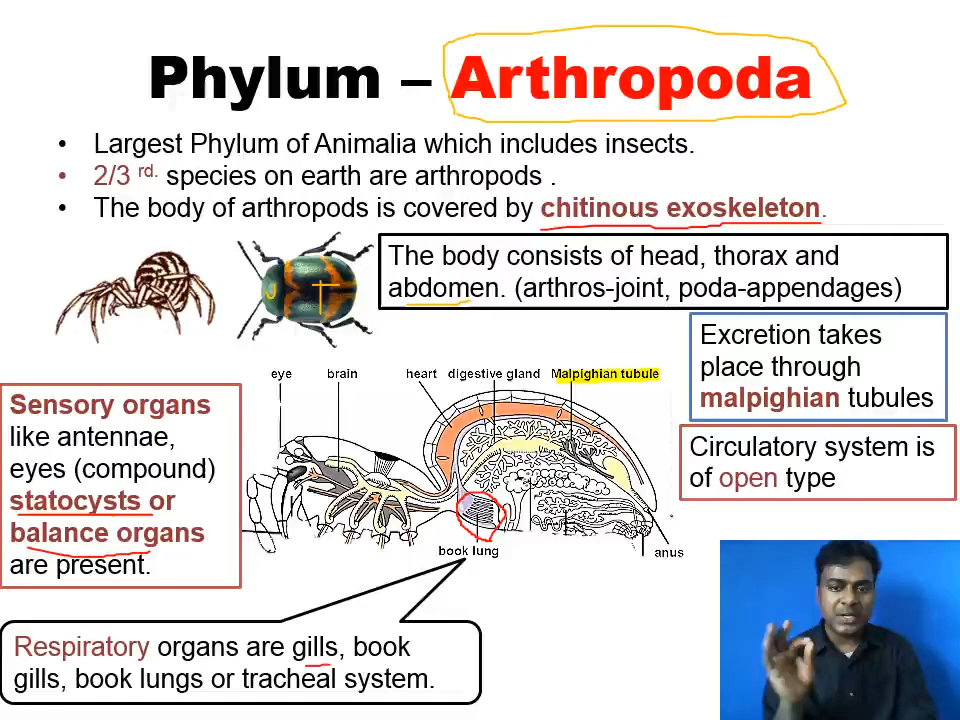 Phylum – Arthropoda
• Largest Phylum of Animalia which includes insects.
• 2/3 rd. species on earth are arthropods .
• The body of arthropods is covered by chitinous exoskeleton.
The body consists of head, thorax and
abdomen. (arthros-joint, poda-appendages)
Excretion takes
place through
malpighian tubules
eye brain heart digestive gland Malpighian tubule
Sensory organs
like antennae,
eyes (compound)
statocysts or
balance organs
are present.
Circulatory system is
of open type
book lung
anus
Respiratory organs are gills, book
gills, book lungs or tracheal system.